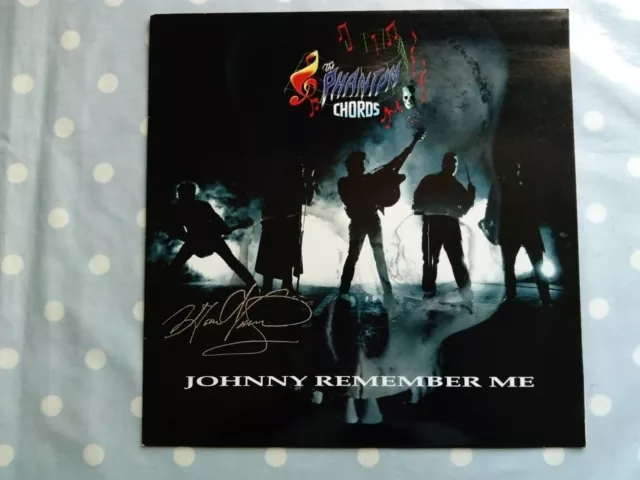 The
PHANTOM
CHORDS
JOHNNY REMEMBER ME